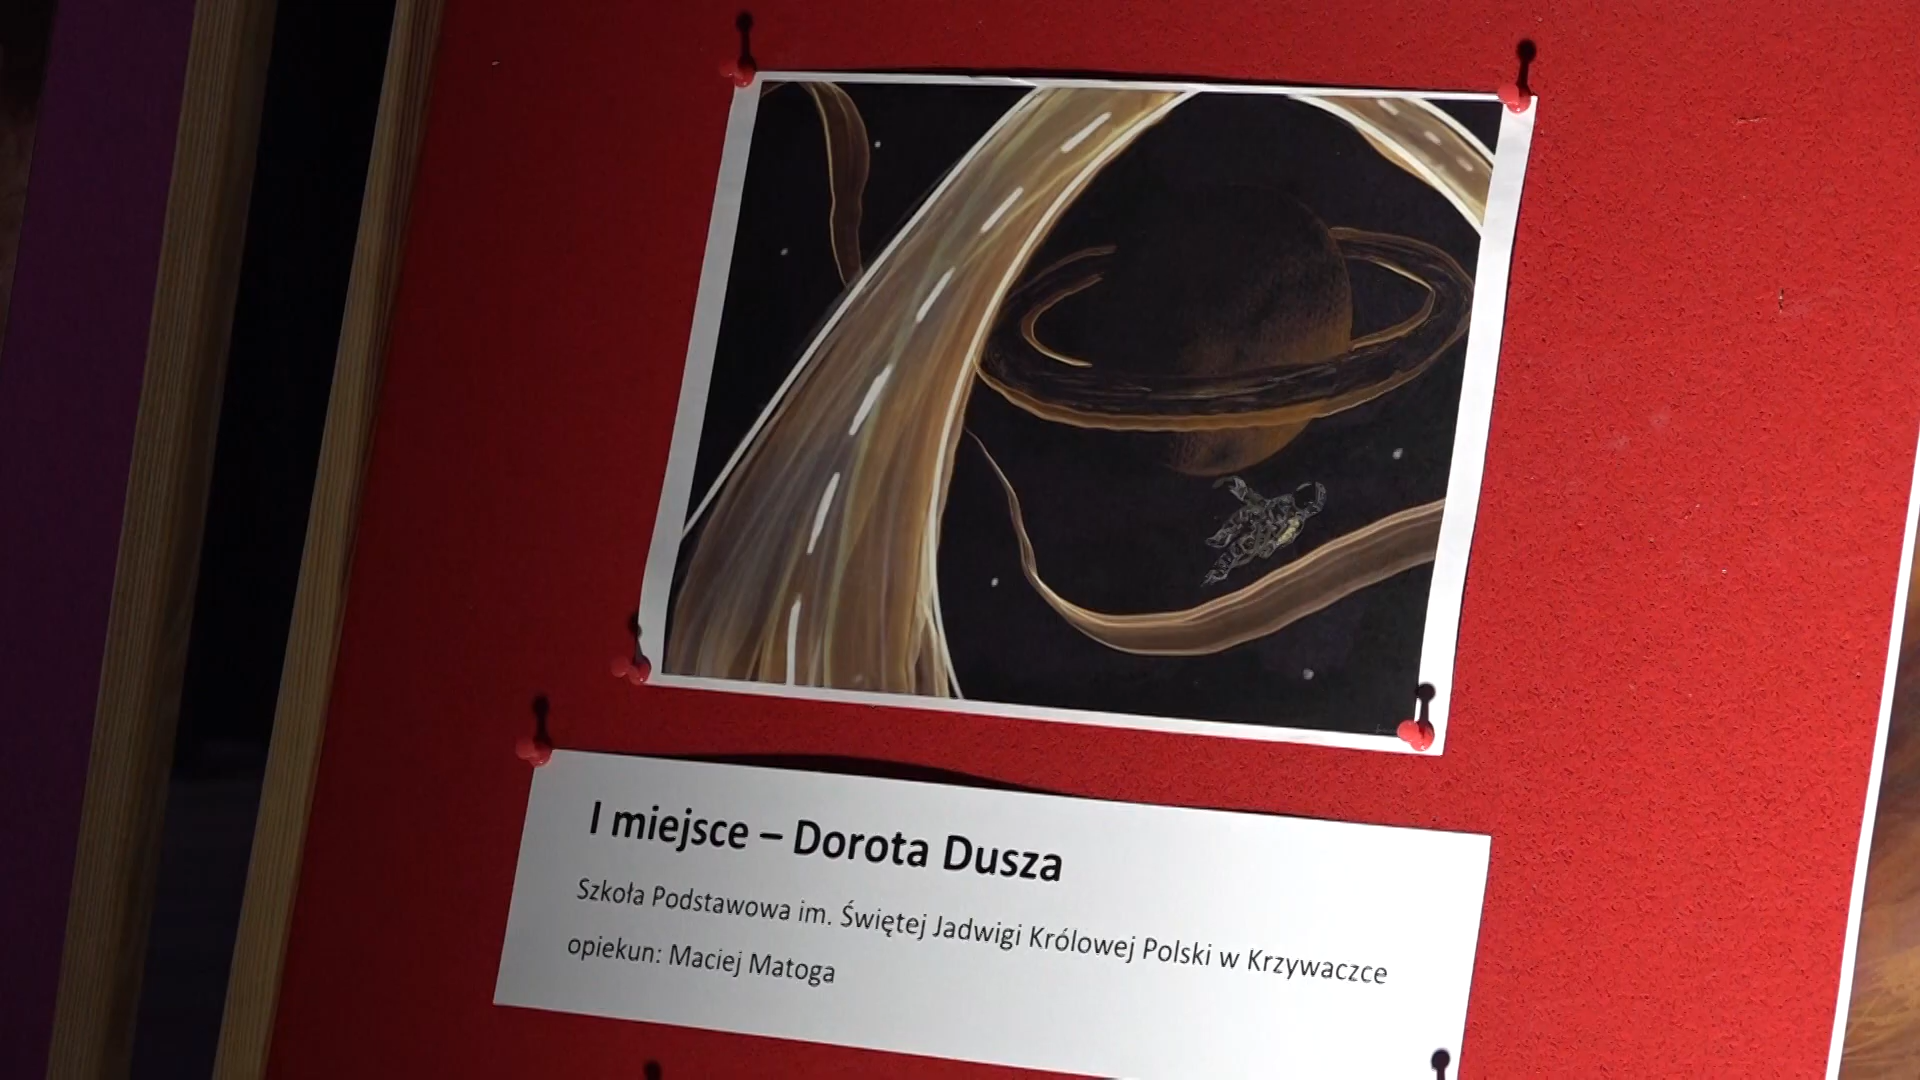 I miejsce – Dorota Dusza
Szkoła Podstawowa im. Świętej Jadwigi Królowej Polski w Krzywaczce
opiekun: Maciej Matoga